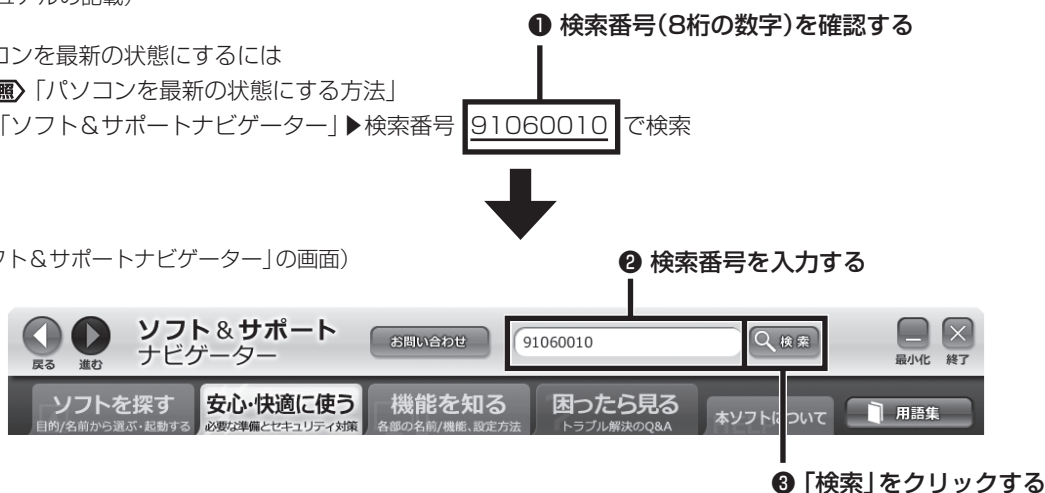 ュアルの記載）
❶ 検索番号（8桁の数字）を確認する
コンを最新の状態にするには
照「パソコンを最新の状態にする方法」
「ソフト＆サポートナビゲーター」▶検索番号 91060010 で検索
フト＆サポートナビゲーター」の画面）
❷ 検索番号を入力する
戻る 進む ソフト＆サポート ナビゲーター お問い合わせ 91060010 検索 最小化 終了
ソフトを探す 安心・快適に使う 機能を知る 困ったら見る 本ソフトについて 用語集
目的/名前から選ぶ・起動する 必要な準備とセキュリティ対策 各部の名前/機能、設定方法 トラブル解決のQ&A
❸「検索」をクリックする